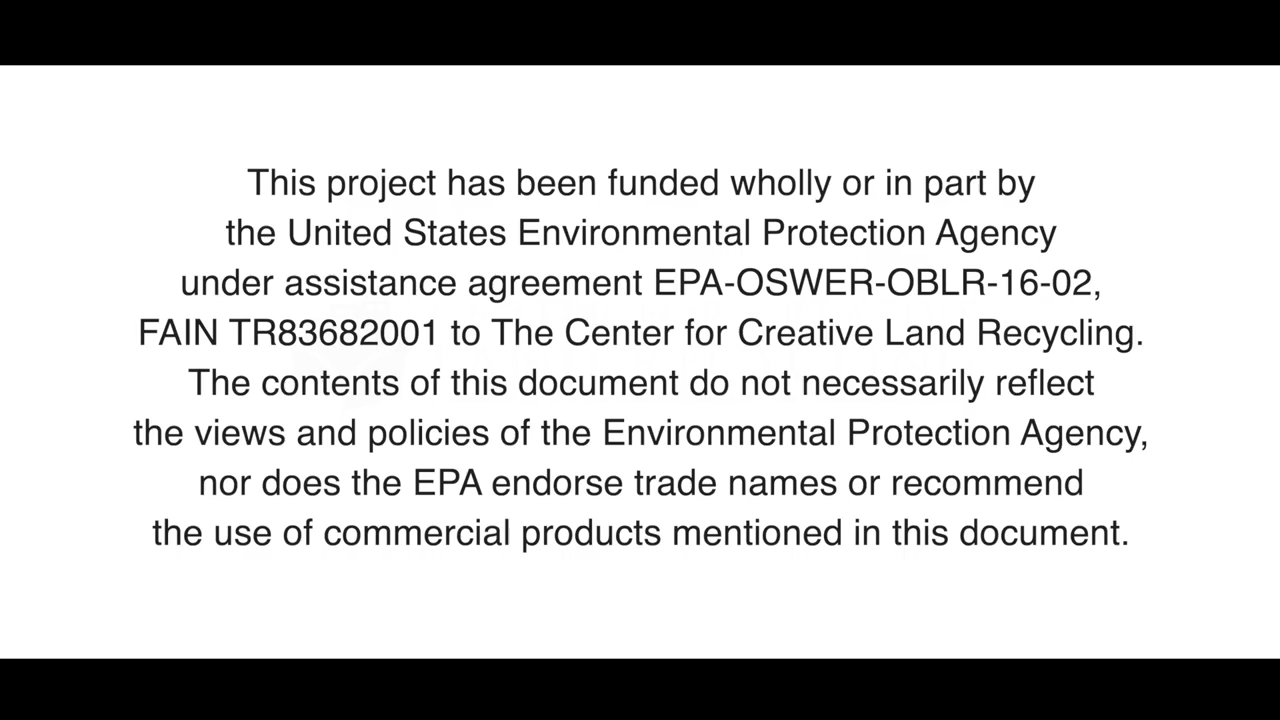 This project has been funded wholly or in part by
the United States Environmental Protection Agency
under assistance agreement EPA-OSWER-OBLR-16-02,
FAIN TR83682001 to The Center for Creative Land Recycling.
The contents of this document do not necessarily reflect
the views and policies of the Environmental Protection Agency,
nor does the EPA endorse trade names or recommend
the use of commercial products mentioned in this document.